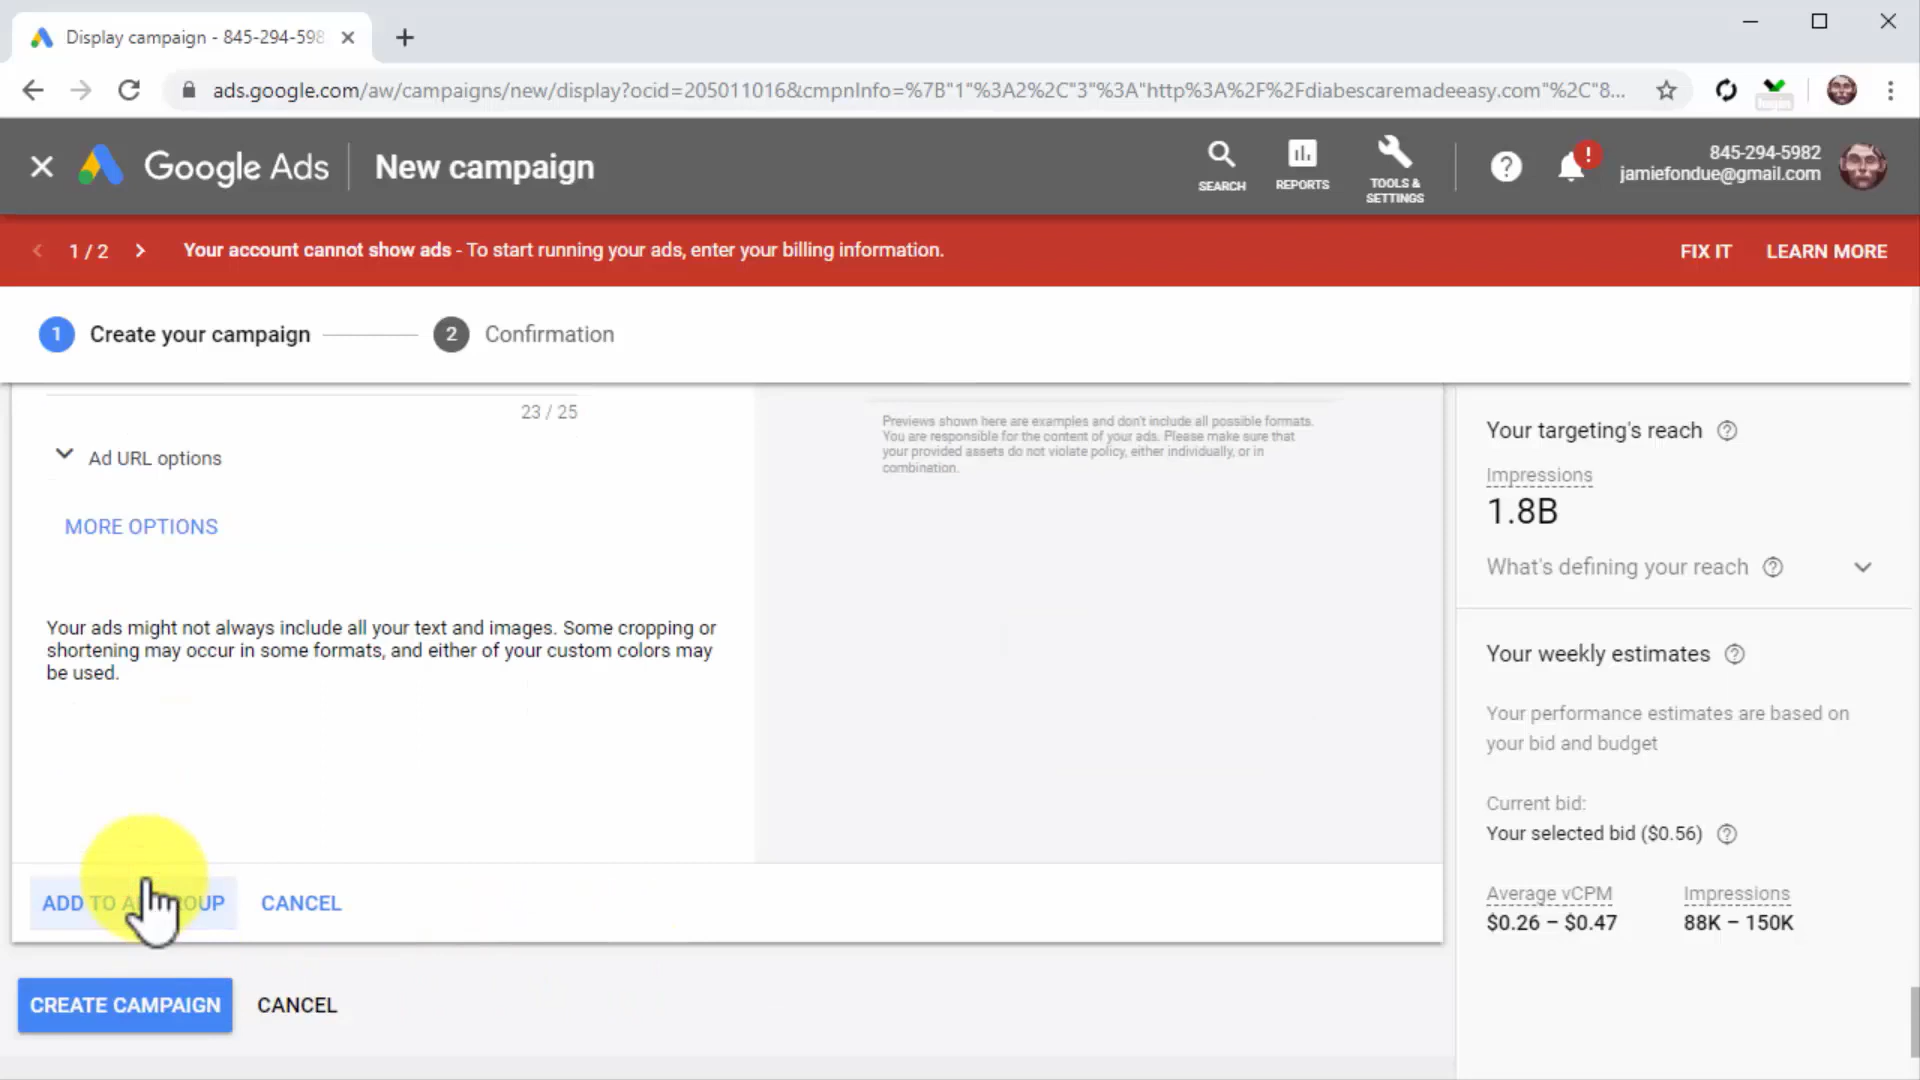 Display campaign - 845-294-598
ads.google.com/aw/campaigns/new/display?ocid=205011016&cmpnInfo=%7B"1"%3A2%2C"3"%3A"http%3A%2F%2Fdiabescaremadeeasy.com"%2C"8...
Google Ads
New campaign
SEARCH
REPORTS
TOOLS &
SETTINGS
845-294-5982
jamiefondue@gmail.com
1 / 2
Your account cannot show ads - To start running your ads, enter your billing information.
FIX IT
LEARN MORE
1 Create your campaign
2 Confirmation
23 / 25
Ad URL options
MORE OPTIONS
Your ads might not always include all your text and images. Some cropping or
shortening may occur in some formats, and either of your custom colors may
be used.
Previews shown here are examples and don't include all possible formats.
You are responsible for the content of your ads. Please make sure that
your provided assets do not violate policy, either individually, or in
combination.
ADD TO
CANCEL
CREATE CAMPAIGN
CANCEL
Your targeting's reach
Impressions
1.8B
What's defining your reach
Your weekly estimates
Your performance estimates are based on
your bid and budget
Current bid:
Your selected bid ($0.56)
Average vCPM
Impressions
$0.26 – $0.47
88K – 150K